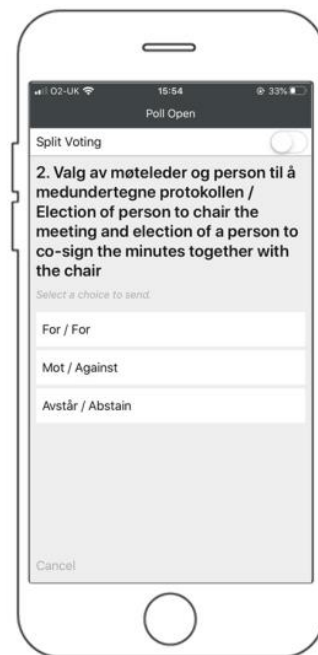 O2-UK 15:54 33%
Poll Open
Split Voting
2. Valg av møteleder og person til å
medundertegne protokollen /
Election of person to chair the
meeting and election of a person to
co-sign the minutes together with
the chair
Select a choice to send.
For / For
Mot / Against
Avstår / Abstain
Cancel